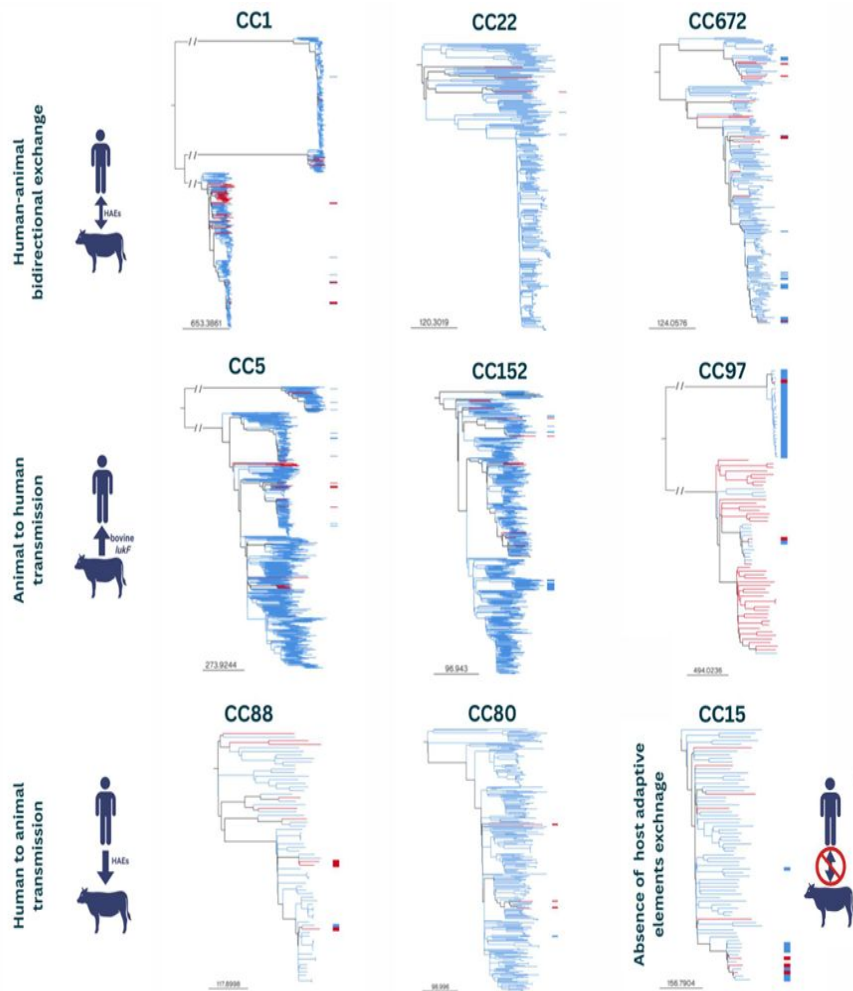 Human-animal
bidirectional exchange
HAEs
CC1
653.3861
CC22
120.3019
CC672
124.0576
Animal to human
transmission
bovine
lukF
CC5
273.9244
CC152
96.943
CC97
494.0236
Human to animal
transmission
HAEs
CC88
117.8998
CC80
98.996
Absence of host adaptive
elements exchnage
CC15
156.7904